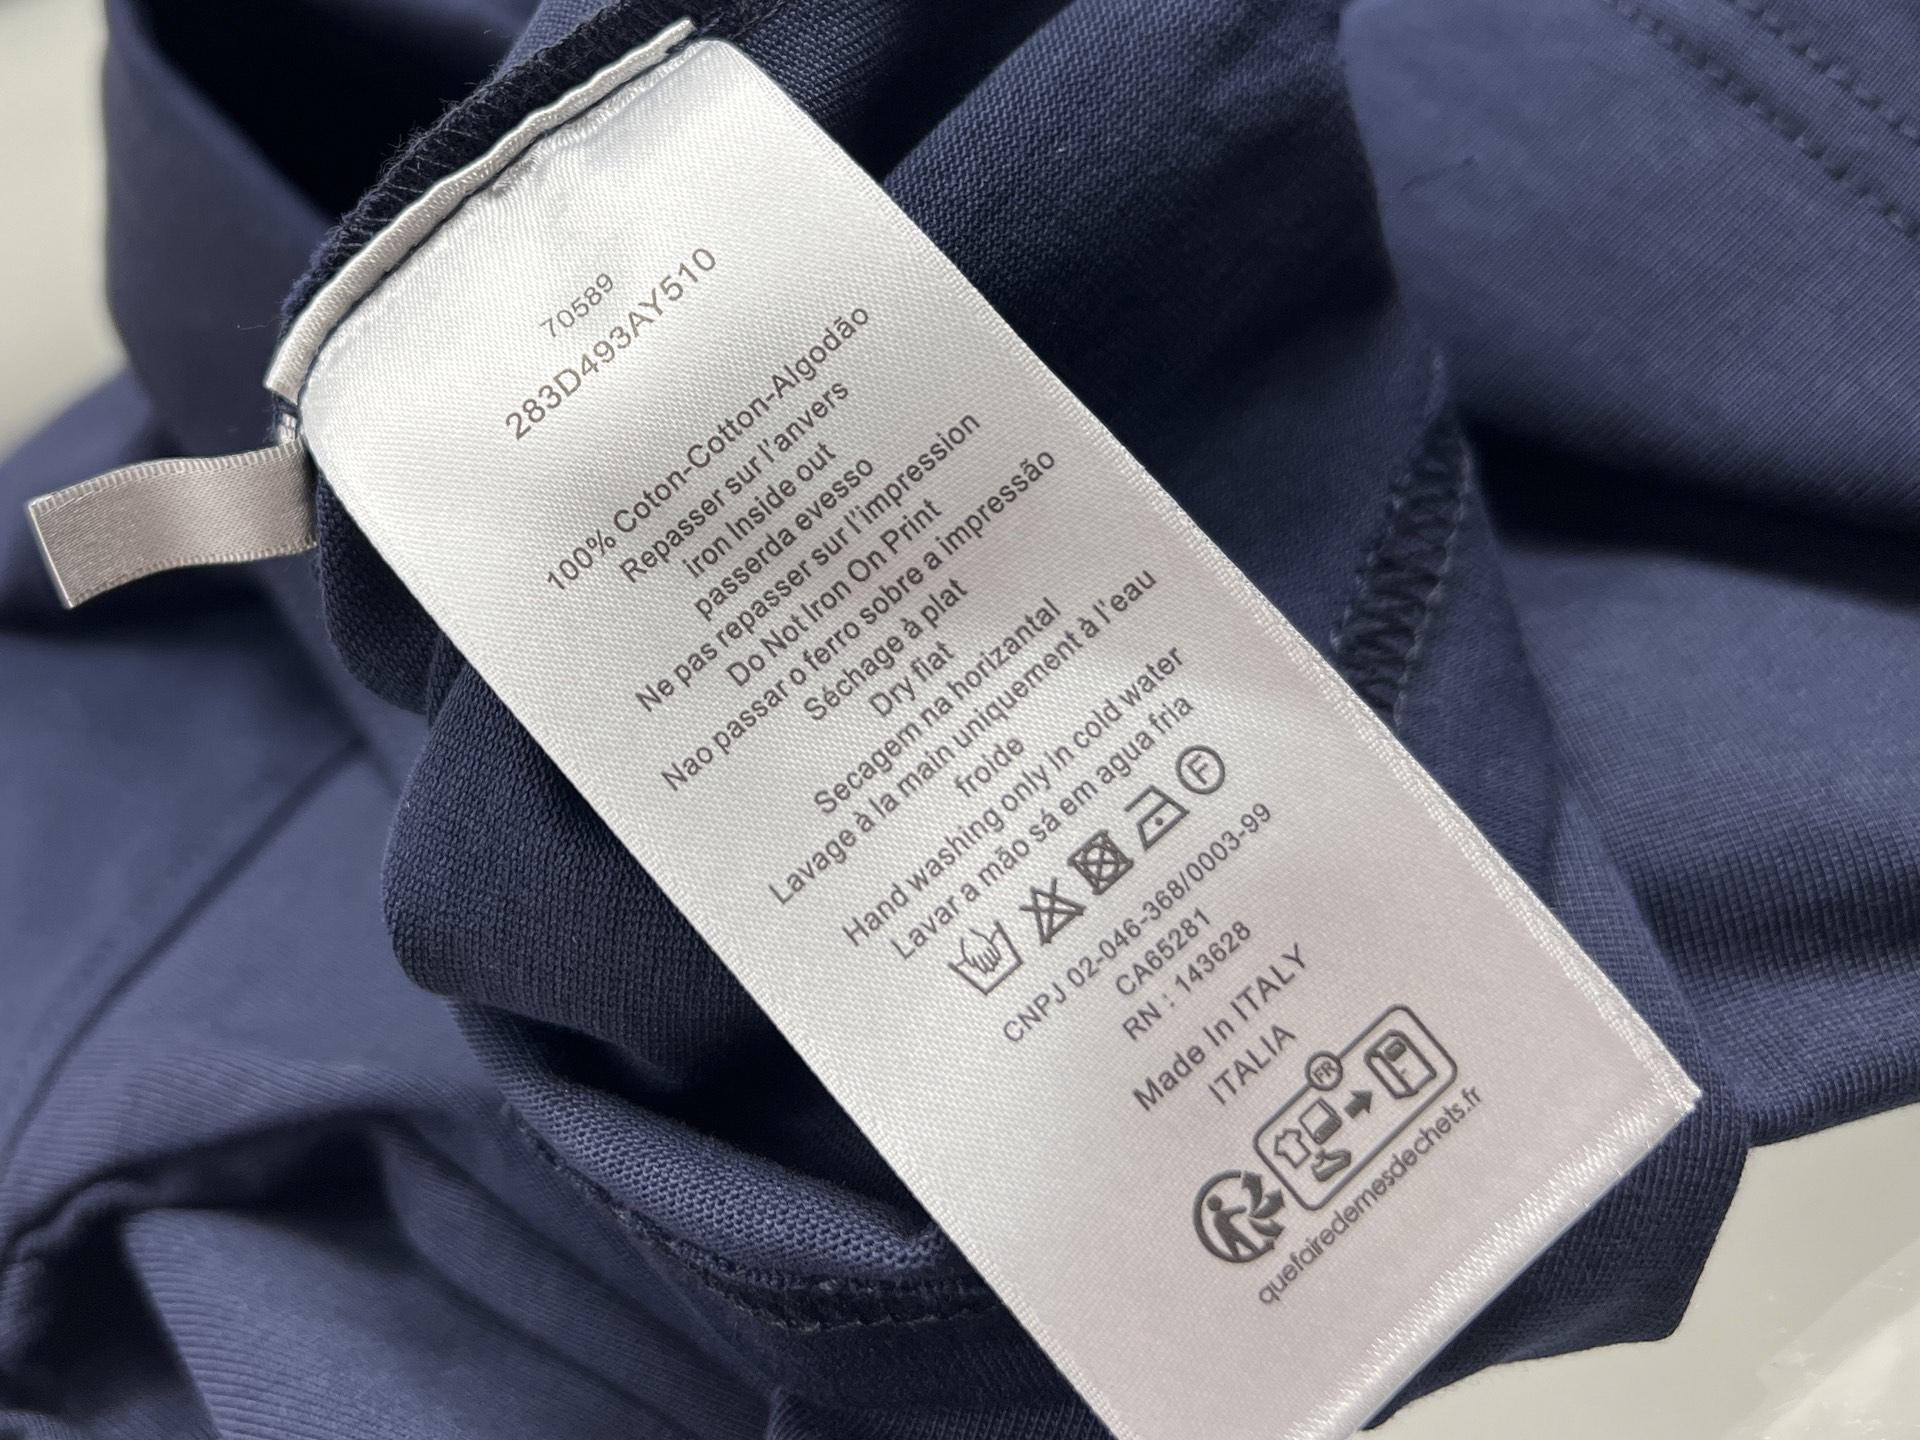 70589
283D493AY510
100% Coton-Cotton-Algodão
Repasser sur l'anvers
iron Inside out
passerda evesso
Ne pas repasser sur l'impression
Do Not Iron On Print
Nao passar o ferro sobre a impressão
Séchage à plat
Dry flat
Secagem na horizantal
Lavage à la main uniquement à l'eau
froide
Hand washing only in cold water
Lavar a mão sá em agua fria
F
CNPJ 02-046-368/0003-99
CA65281
RN : 143628
Made In ITALY
ITALIA
FR
quefairedemesdechets.fr